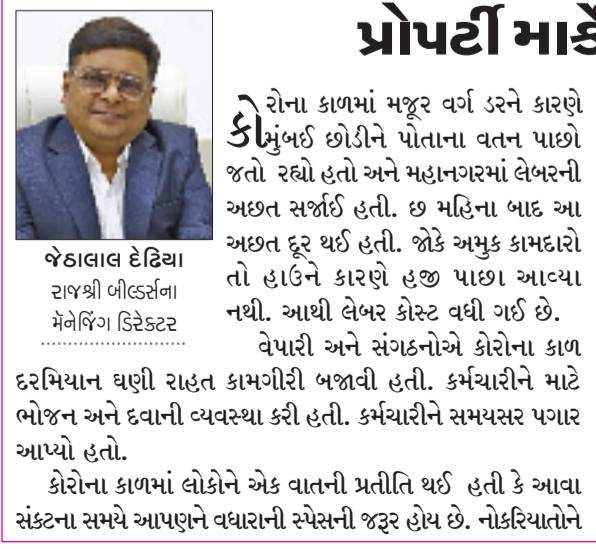 પ્રોપર્ટી
જેઠાલાલ દેઢિયા
રાજશ્રી બીલ્ડર્સના
મૅનેજિંગ ડિરેક્ટર
કોરોના કાળમાં મજૂર વર્ગ ડરને કારણે
મુંબઈ છોડીને પોતાના વતન પાછો
જતો રહ્યો હતો અને મહાનગરમાં લેબરની
અછત સર્જાઈ હતી. છ મહિના બાદ આ
અછત દૂર થઈ હતી. જોકે અમુક કામદારો
તો હાઉને કારણે હજી પાછા આવ્યા
નથી. આથી લેબર કોસ્ટ વધી ગઈ છે.
વેપારી અને સંગઠનોએ કોરોના કાળ
દરમિયાન ઘણી રાહત કામગીરી બજાવી હતી. કર્મચારીને માટે
ભોજન અને દવાની વ્યવસ્થા કરી હતી. કર્મચારીને સમયસર પગાર
આપ્યો હતો.
કોરોના કાળમાં લોકોને એક વાતની પ્રતીતિ થઈ હતી કે આવા
સંકટના સમયે આપણને વધારાની સ્પેસની જરૂર હોય છે. નોકરિયાતોને